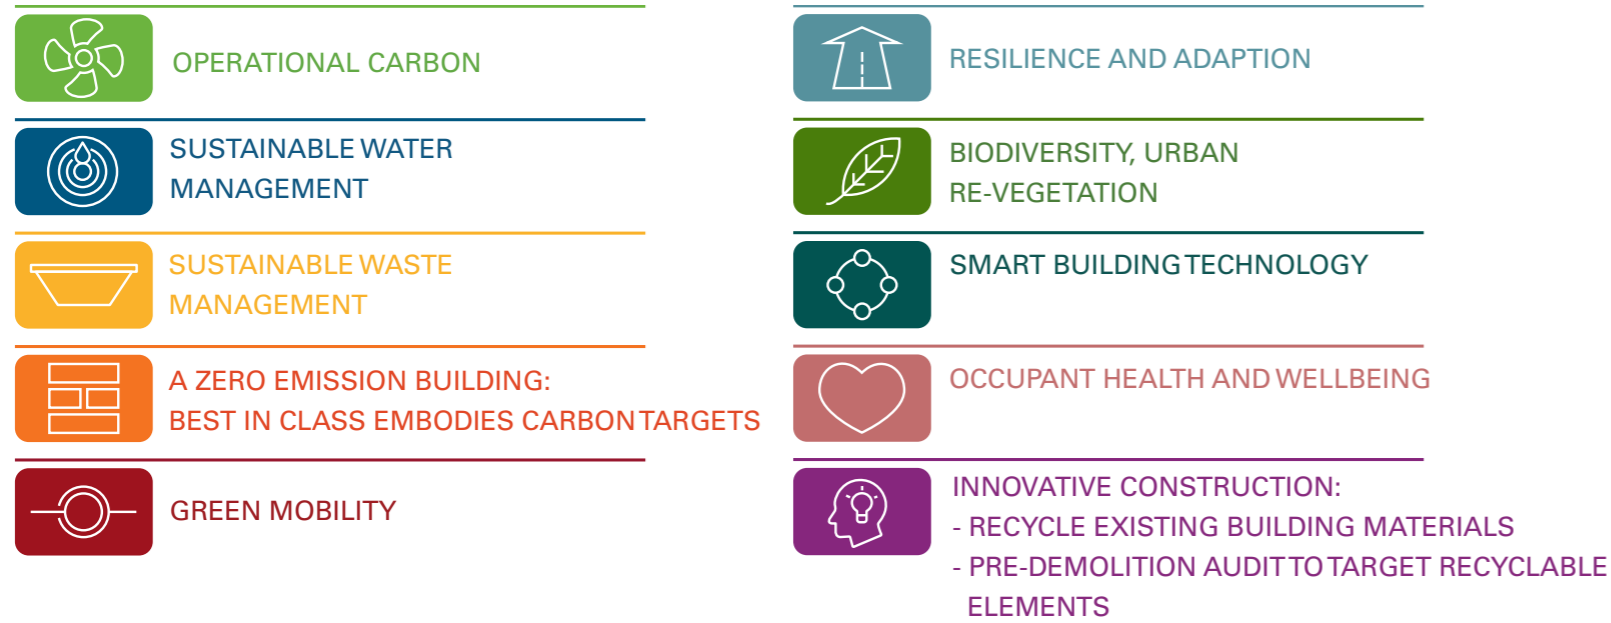 OPERATIONAL CARBON
SUSTAINABLE WATER
MANAGEMENT
SUSTAINABLE WASTE
MANAGEMENT
A ZERO EMISSION BUILDING:
BEST IN CLASS EMBODIES CARBON TARGETS
GREEN MOBILITY
RESILIENCE AND ADAPTION
BIODIVERSITY, URBAN
RE-VEGETATION
SMART BUILDING TECHNOLOGY
OCCUPANT HEALTH AND WELLBEING
INNOVATIVE CONSTRUCTION:
- RECYCLE EXISTING BUILDING MATERIALS
- PRE-DEMOLITION AUDIT TO TARGET RECYCLABLE
ELEMENTS